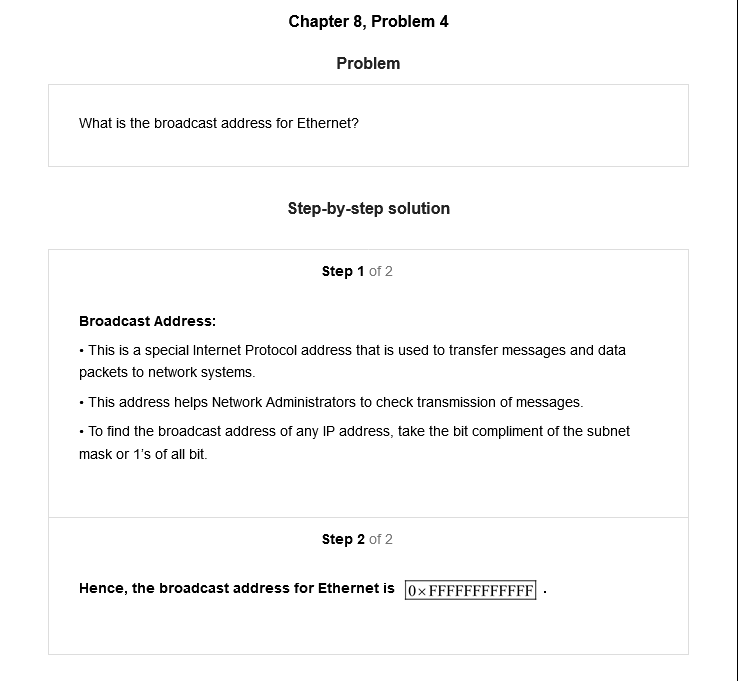 Chapter 8, Problem 4
Problem
What is the broadcast address for Ethernet?
Step-by-step solution
Step 1 of 2
Broadcast Address:
• This is a special Internet Protocol address that is used to transfer messages and data
packets to network systems.
• This address helps Network Administrators to check transmission of messages.
• To find the broadcast address of any IP address, take the bit compliment of the subnet
mask or 1's of all bit.
Step 2 of 2
Hence, the broadcast address for Ethernet is 0×FFFFFFFFFFFF .